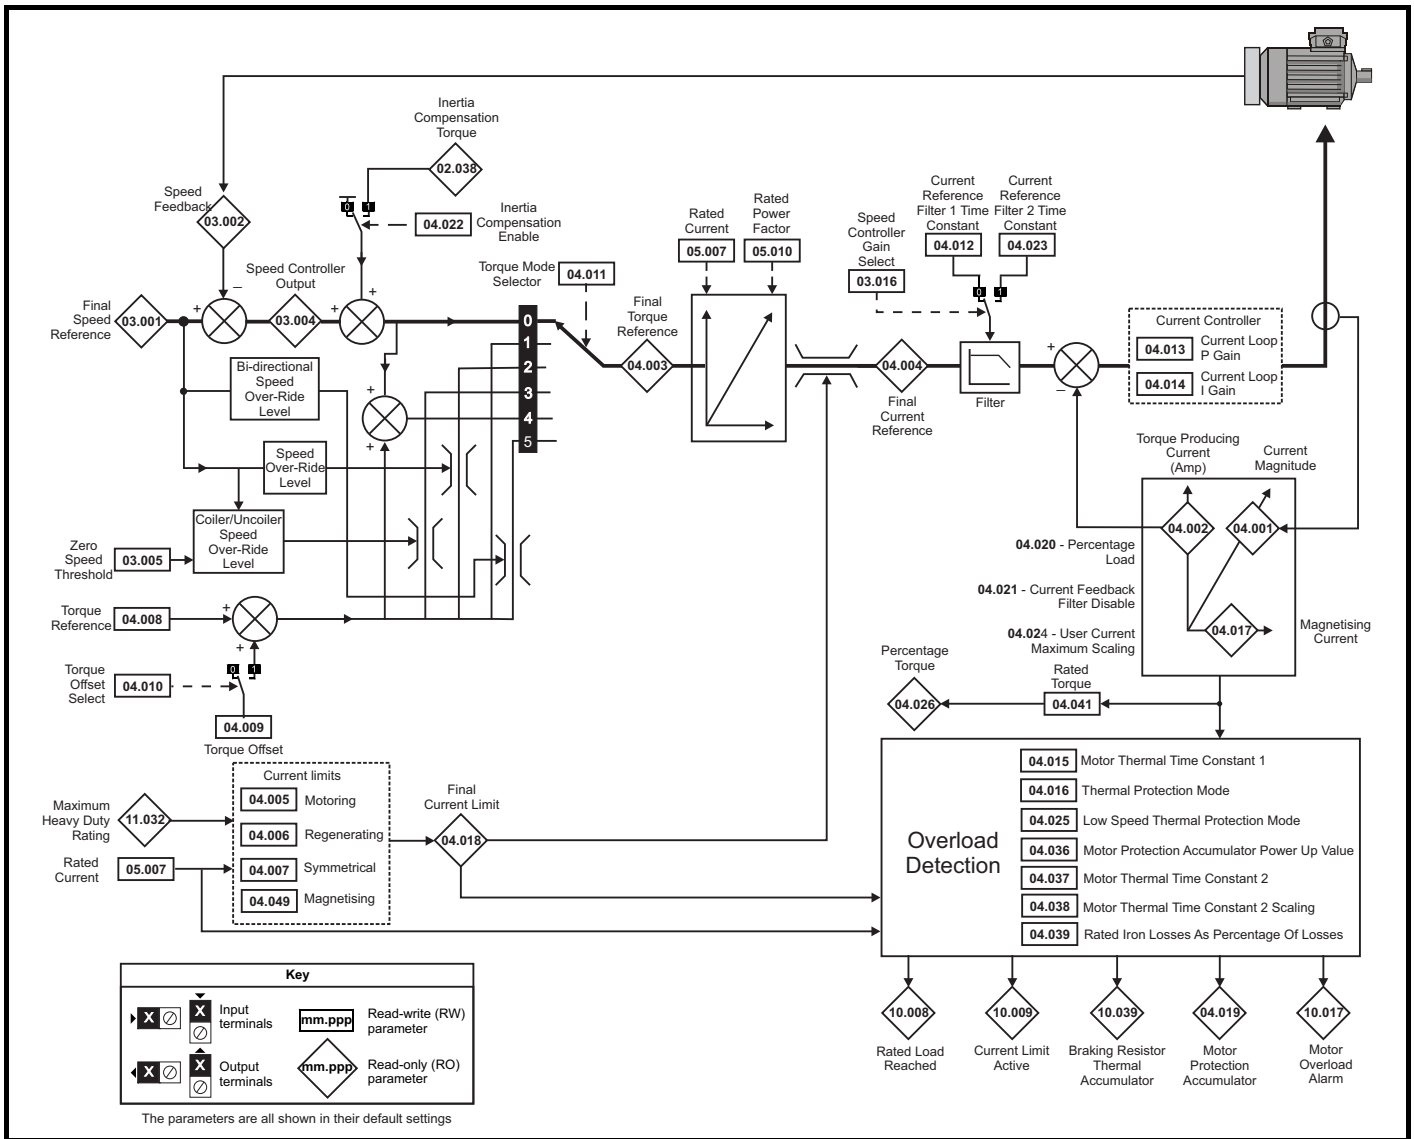 Inertia
Compensation
Torque
02.038
Speed
Feedback
03.002
0 1
04.022
Inertia
Compensation
Enable
Final
Speed
Reference
03.001
+
–
Speed Controller
Output
03.004
+
+
Torque Mode
Selector
04.011
0
1
2
3
4
5
Final
Torque
Reference
04.003
Rated
Current
05.007
Rated
Power
Factor
05.010
Speed
Controller
Gain
Select
03.016
Current
Reference
Filter 1 Time
Constant
04.012
Current
Reference
Filter 2 Time
Constant
04.023
0 1
04.004
Final
Current
Reference
Filter
+
–
Current Controller
04.013
Current Loop
P Gain
04.014
Current Loop
I Gain
Bi-directional
Speed
Over-Ride
Level
+
+
Speed
Over-Ride
Level
Coiler/Uncoiler
Speed
Over-Ride
Level
Zero
Speed
Threshold
03.005
Torque
Reference
04.008
+
+
0 1
Torque
Offset
Select
04.010
04.009
Torque Offset
Torque Producing
Current
(Amp)
Current
Magnitude
04.002
04.001
04.017
Magnetising
Current
04.020 - Percentage
Load
04.021 - Current Feedback
Filter Disable
04.024 - User Current
Maximum Scaling
Percentage
Torque
04.026
Rated
Torque
04.041
Maximum
Heavy Duty
Rating
11.032
Rated
Current
05.007
Current limits
04.005 Motoring
04.006 Regenerating
04.007 Symmetrical
04.049 Magnetising
Final
Current Limit
04.018
Overload
Detection
04.015 Motor Thermal Time Constant 1
04.016 Thermal Protection Mode
04.025 Low Speed Thermal Protection Mode
04.036 Motor Protection Accumulator Power Up Value
04.037 Motor Thermal Time Constant 2
04.038 Motor Thermal Time Constant 2 Scaling
04.039 Rated Iron Losses As Percentage Of Losses
10.008
Rated Load
Reached
10.009
Current Limit
Active
10.039
Braking Resistor
Thermal
Accumulator
04.019
Motor
Protection
Accumulator
10.017
Motor
Overload
Alarm
Key
X
X
Input
terminals
mm.ppp
Read-write (RW)
parameter
X
X
Output
terminals
mm.ppp
Read-only (RO)
parameter
The parameters are all shown in their default settings